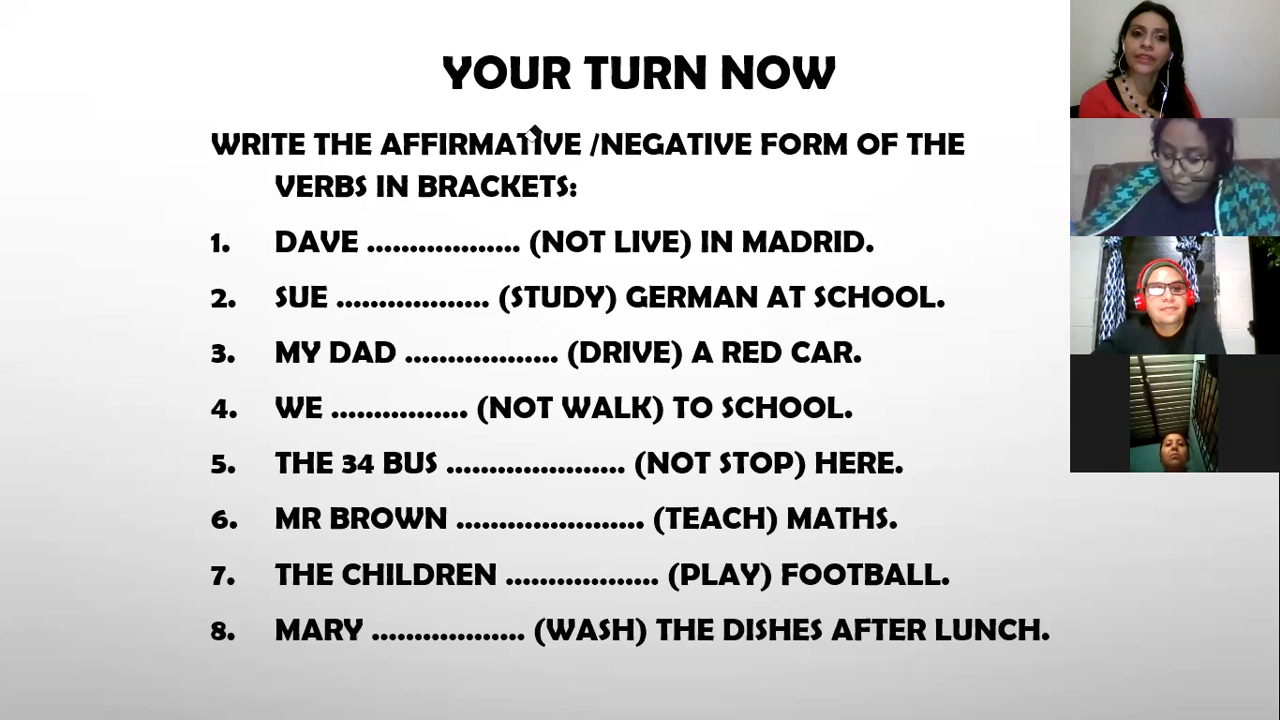 YOUR TURN NOW
WRITE THE AFFIRMATIVE /NEGATIVE FORM OF THE
VERBS IN BRACKETS:
1. DAVE .................. (NOT LIVE) IN MADRID.
2. SUE .................. (STUDY) GERMAN AT SCHOOL.
3. MY DAD .................. (DRIVE) A RED CAR.
4. WE ................ (NOT WALK) TO SCHOOL.
5. THE 34 BUS ..................... (NOT STOP) HERE.
6. MR BROWN ...................... (TEACH) MATHS.
7. THE CHILDREN .................. (PLAY) FOOTBALL.
8. MARY .................. (WASH) THE DISHES AFTER LUNCH.